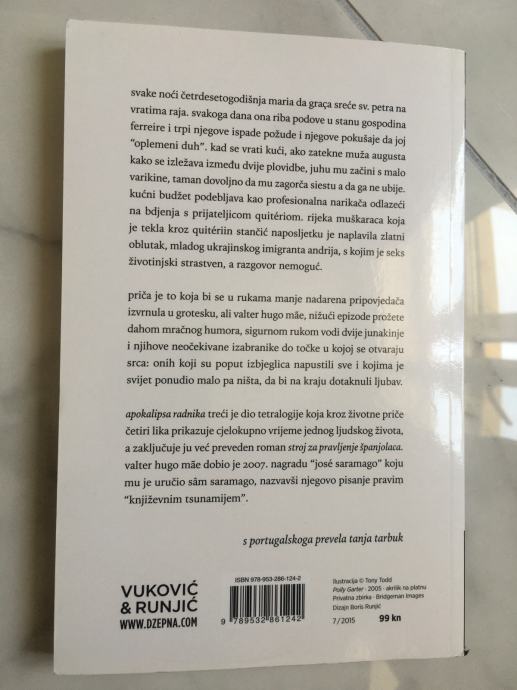 svake noći četrdesetogodišnja maria da graça sreće sv. petra na
vratima raja. svakoga dana ona riba podove u stanu gospodina
ferreire i trpi njegove ispade požude i njegove pokušaje da joj
"oplemeni duh". kad se vrati kući, ako zatekne muža augusta
kako se izležava između dvije plovidbe, juhu mu začini s malo
varikine, taman dovoljno da mu zagorča siestu a da ga ne ubije.
kućni budžet podebljava kao profesionalna narikača odlazeći
na bdjenja s prijateljicom quitériom. rijeka muškaraca koja
je tekla kroz quitériin stančić naposljetku je naplavila zlatni
oblutak, mladog ukrajinskog imigranta andrija, s kojim je seks
životinjski strastven, a razgovor nemoguć.
priča je to koja bi se u rukama manje nadarena pripovjedača
izvrnula u grotesku, ali valter hugo mãe, nižući epizode prožete
dahom mračnog humora, sigurnom rukom vodi dvije junakinje
i njihove neočekivane izabranike do točke u kojoj se otvaraju
srca: onih koji su poput izbjeglica napustili sve i kojima je
svijet ponudio malo pa ništa, da bi na kraju dotaknuli ljubav.
apokalipsa radnika treći je dio tetralogije koja kroz životne priče
četiri lika prikazuje cjelokupno vrijeme jednog ljudskog života,
a zaključuje ju već preveden roman stroj za pravljenje španjolaca.
valter hugo mãe dobio je 2007. nagradu "josé saramago" koju
mu je uručio sâm saramago, nazvavši njegovo pisanje pravim
"književnim tsunamijem".
s portugalskoga prevela tanja tarbuk
VUKOVIĆ
& RUNJIĆ
WWW.DZEPNA.COM
ISBN 978-953-286-124-2
9 789532 861242
Ilustracija © Tony Todd
Polly Garter · 2005 · akrilik na platnu
Privatna zbirka · Bridgeman Images
Dizajn Boris Runjić
7/2015 99 kn